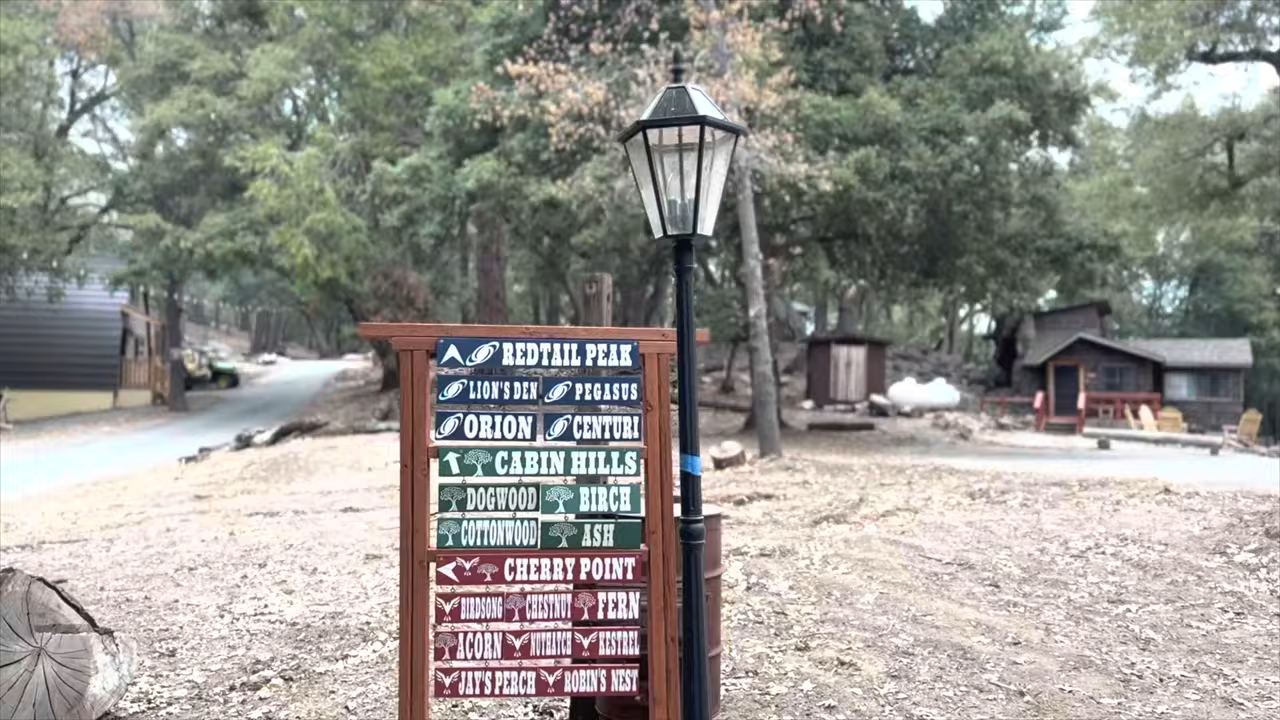 REDTAIL PEAK
LION'S DEN PEGASUS
ORION CENTURI
CABIN HILLS
DOGWOOD BIRCH
COTTONWOOD ASH
CHERRY POINT
BIRDSONG CHESTNUT FERN
ACORN NUTHATCH KESTREL
JAY'S PERCH ROBIN'S NEST